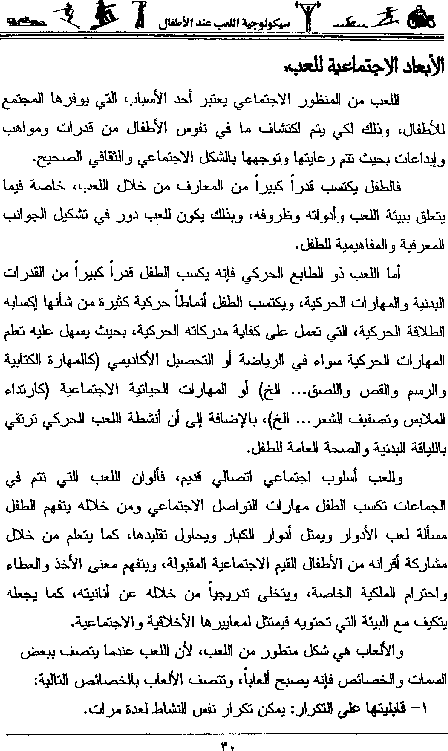 سيكولوجية اللعب عند الأطفال
الأبعاد الاجتماعية للعب:
اللعب من المنظور الاجتماعي يعتبر أحد الأسباب، التي يوفرها المجتمع
للأطفال، وذلك لكي يتم اكتشاف ما في نفوس الأطفال من قدرات ومواهب
وإبداعات بحيث تتم رعايتها وتوجهها بالشكل الاجتماعي والثقافي الصحيح.
فالطفل يكتسب قدراً كبيراً من المعارف من خلال اللعب، خاصة فيما
يتعلق ببيئة اللعب وأدواته وظروفه، وبذلك يكون للعب دور في تشكيل الجوانب
المعرفية والمفاهيمية للطفل.
أما اللعب ذو الطابع الحركي فإنه يكسب الطفل قدراً كبيراً من القدرات
البدنية والمهارات الحركية، ويكتسب الطفل أنماطاً حركية كثيرة من شأنها إكسابه
الطلاقة الحركية، التي تعمل على كفاية مدركاته الحركية، بحيث يسهل عليه تعلم
المهارات الحركية سواء في الرياضة أو التحصيل الأكاديمي (كالمهارة الكتابية
والرسم والقص واللصق... الخ) أو المهارات الحياتية الاجتماعية (كارتداء
الملابس وتصفيف الشعر... الخ)، بالإضافة إلى أن أنشطة اللعب الحركي ترتقي
باللياقة البدنية والصحة العامة للطفل.
وللعب أسلوب اجتماعي اتصالي قديم، فألوان اللعب التي تتم في
الجماعات تكسب الطفل مهارات التواصل الاجتماعي ومن خلاله يتفهم الطفل
مسألة لعب الأدوار ويمثل أدوار الكبار ويحاول تقليدها، كما يتعلم من خلال
مشاركة أقرانه من الأطفال القيم الاجتماعية المقبولة، ويتفهم معنى الأخذ والعطاء
واحترام الملكية الخاصة، ويتخلى تدريجياً من خلاله عن أنانيته، كما يجعله
يتكيف مع البيئة التي تحتويه فيمتثل لمعاييرها الأخلاقية والاجتماعية.
والألعاب هي شكل متطور من اللعب، لأن اللعب عندما يتصف ببعض
الصمات والخصائص فإنه يصبح ألعاباً، وتتصف الألعاب بالخصائص التالية:
١- قابليتها على التكرار: يمكن تكرار نفس النشاط لعدة مرات.
٣٠